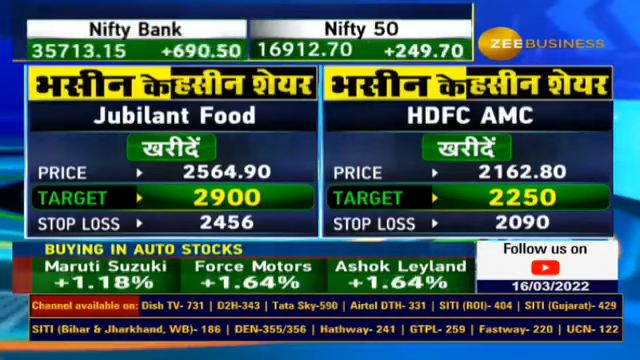 Nifty Bank
35713.15 +690.50
Nifty 50
16912.70 +249.70
ZEEBUSINESS
भसीन के हसीन शेयर
Jubilant Food
खरीदें
PRICE 2564.90
TARGET 2900
STOP LOSS 2456
भसीन के हसीन शेयर
HDFC AMC
खरीदें
PRICE 2162.80
TARGET 2250
STOP LOSS 2090
BUYING IN AUTO STOCKS
Maruti Suzuki
+1.18%
Force Motors
+1.64%
Ashok Leyland
+1.64%
Follow us on
16/03/2022
Channel available on: Dish TV- 731 | D2H-343 | Tata Sky-590 | Airtel DTH- 331 | SITI (ROI)- 404 | SITI (Gujarat)- 429
SITI (Bihar & Jharkhand, WB)- 186 | DEN-355/356 | Hathway- 241 | GTPL- 259 | Fastway- 220 | UCN- 122